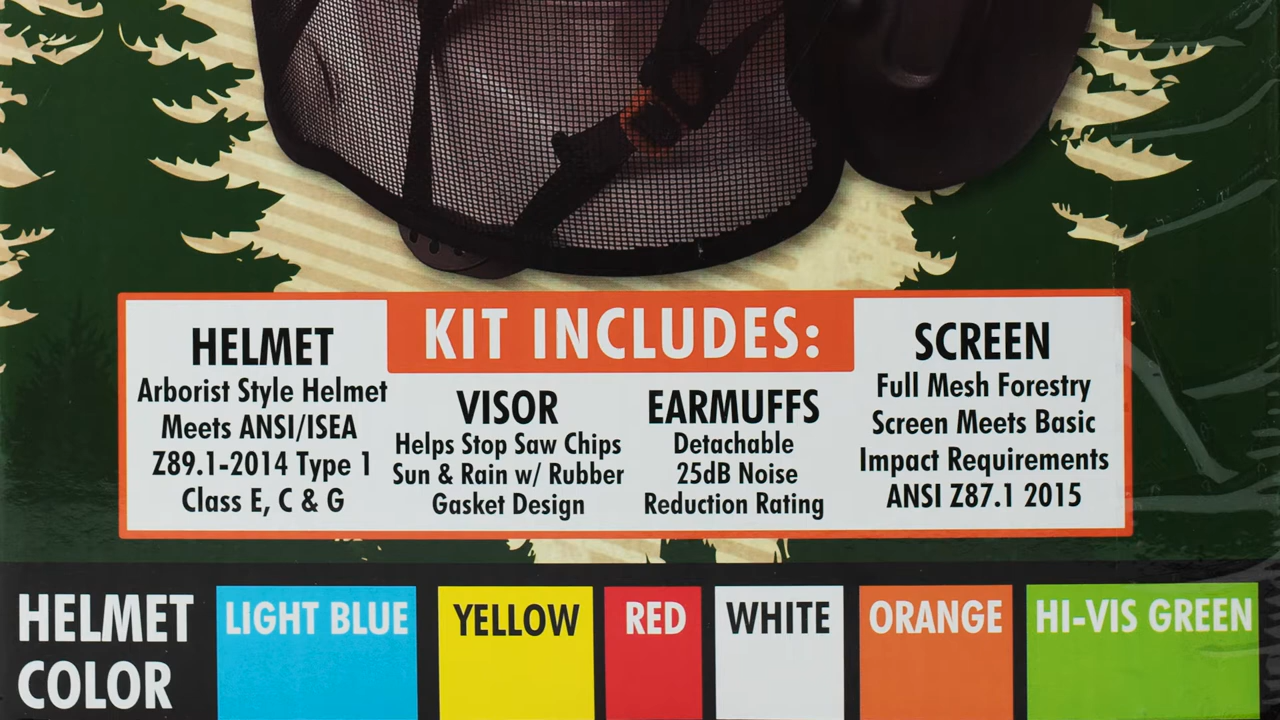 KIT INCLUDES:
HELMET
Arborist Style Helmet
Meets ANSI/ISEA
Z89.1-2014 Type 1
Class E, C & G
VISOR
Helps Stop Saw Chips
Sun & Rain w/ Rubber
Gasket Design
EARMUFFS
Detachable
25dB Noise
Reduction Rating
SCREEN
Full Mesh Forestry
Screen Meets Basic
Impact Requirements
ANSI Z87.1 2015
HELMET
COLOR
LIGHT BLUE
YELLOW
RED
WHITE
ORANGE
HI-VIS GREEN